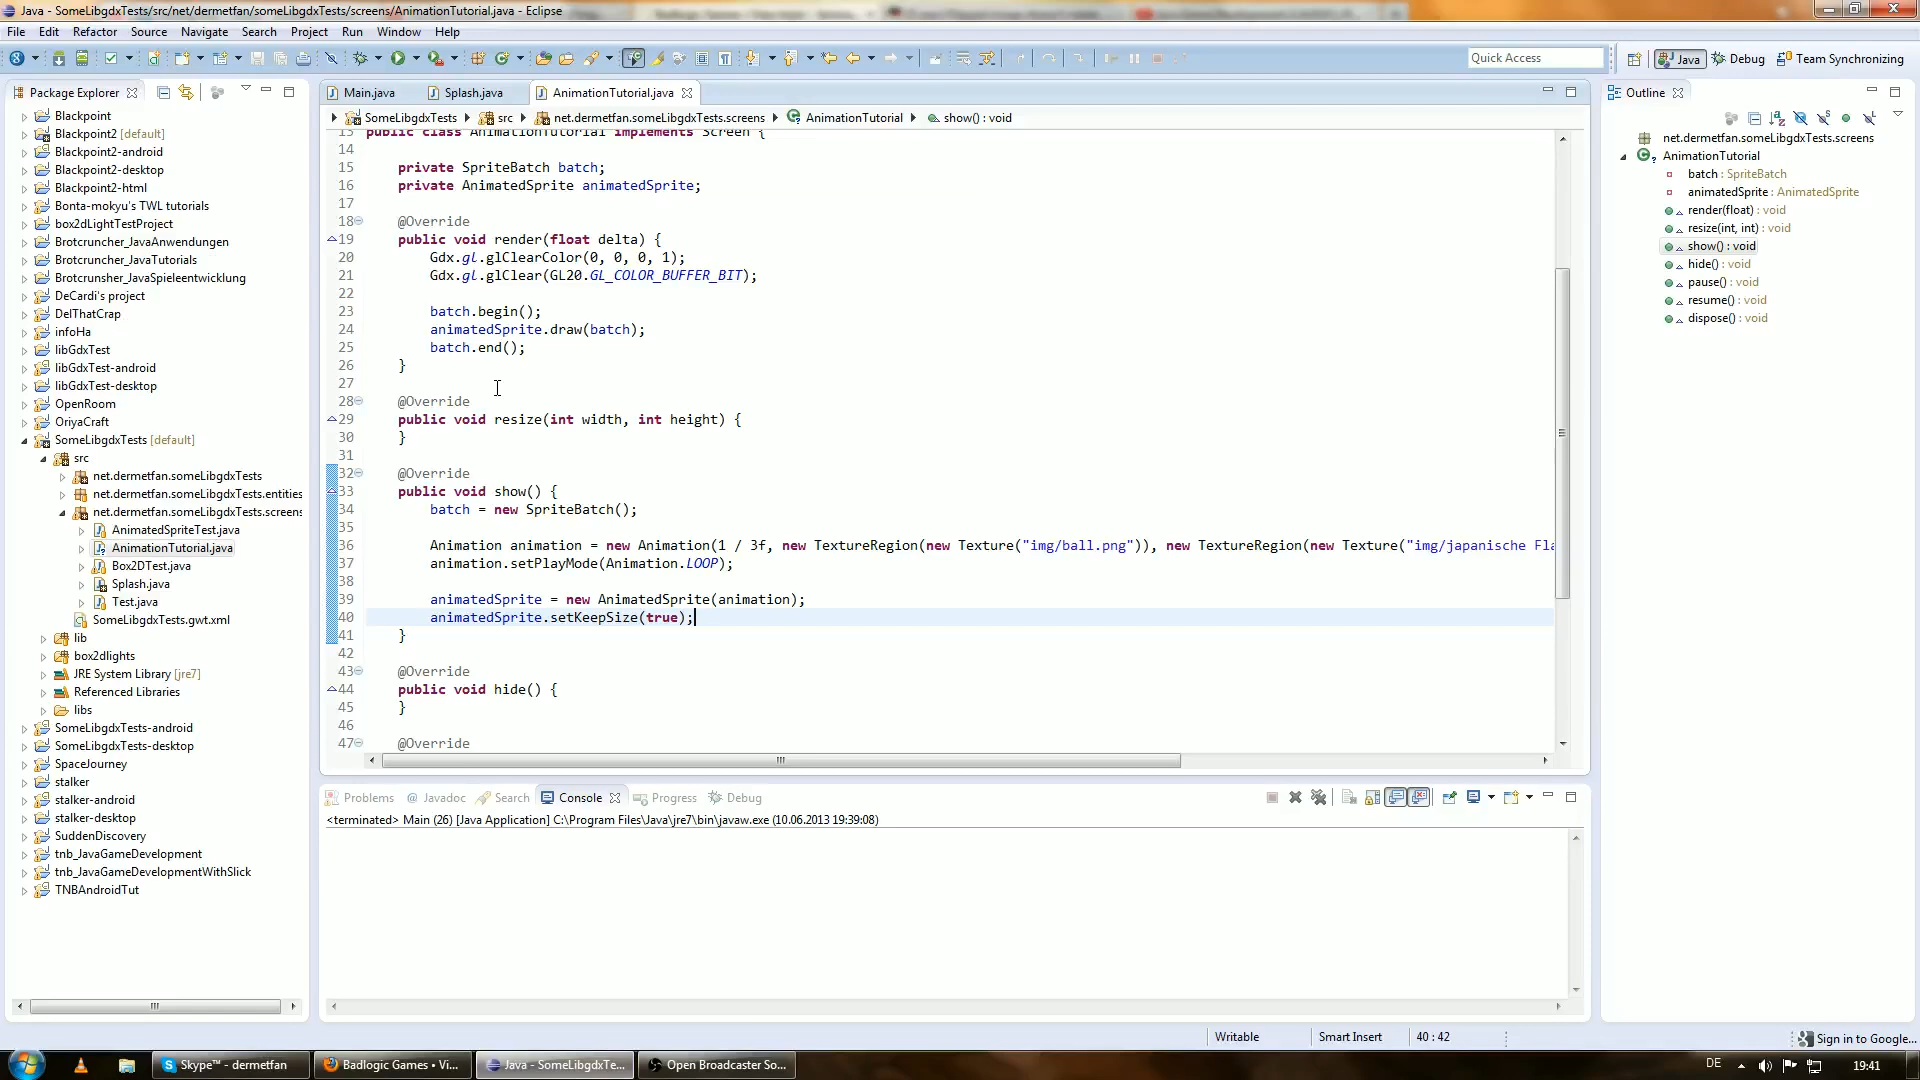 Java - SomeLibgdxTests/src/net/dermetfan/someLibgdxTests/screens/AnimationTutorial.java - Eclipse
File Edit Refactor Source Navigate Search Project Run Window Help
Quick Access
Java Debug Team Synchronizing
Package Explorer
Blackpoint
Blackpoint2 [default]
Blackpoint2-android
Blackpoint2-desktop
Blackpoint2-html
Bonta-mokyu's TWL tutorials
box2dLightTestProject
Brotcruncher_JavaAnwendungen
Brotcruncher_JavaTutorials
Brotcrunsher_JavaSpieleentwicklung
DeCardi's project
DelThatCrap
infoHa
libGdxTest
libGdxTest-android
libGdxTest-desktop
OpenRoom
OriyaCraft
SomeLibgdxTests [default]
src
net.dermetfan.someLibgdxTests
net.dermetfan.someLibgdxTests.entities
net.dermetfan.someLibgdxTests.screens
AnimatedSpriteTest.java
AnimationTutorial.java
Box2DTest.java
Splash.java
Test.java
SomeLibgdxTests.gwt.xml
lib
box2dlights
JRE System Library [jre7]
Referenced Libraries
libs
SomeLibgdxTests-android
SomeLibgdxTests-desktop
SpaceJourney
stalker
stalker-android
stalker-desktop
SuddenDiscovery
tnb_JavaGameDevelopment
tnb_JavaGameDevelopmentWithSlick
TNBAndroidTut
Main.java Splash.java AnimationTutorial.java
SomeLibgdxTests src net.dermetfan.someLibgdxTests.screens AnimationTutorial show() : void
13 public class AnimationTutorial implements Screen {
14
15 private SpriteBatch batch;
16 private AnimatedSprite animatedSprite;
17
18 @Override
19 public void render(float delta) {
20 Gdx.gl.glClearColor(0, 0, 0, 1);
21 Gdx.gl.glClear(GL20.GL_COLOR_BUFFER_BIT);
22
23 batch.begin();
24 animatedSprite.draw(batch);
25 batch.end();
26 }
27
28 @Override
29 public void resize(int width, int height) {
30 }
31
32 @Override
33 public void show() {
34 batch = new SpriteBatch();
35
36 Animation animation = new Animation(1 / 3f, new TextureRegion(new Texture("img/ball.png")), new TextureRegion(new Texture("img/japanische Fla
37 animation.setPlayMode(Animation.LOOP);
38
39 animatedSprite = new AnimatedSprite(animation);
40 animatedSprite.setKeepSize(true);
41 }
42
43 @Override
44 public void hide() {
45 }
46
47 @Override
Problems @ Javadoc Search Console Progress Debug
<terminated> Main (26) [Java Application] C:\Program Files\Java\jre7\bin\javaw.exe (10.06.2013 19:39:08)
Outline
net.dermetfan.someLibgdxTests.screens
AnimationTutorial
batch : SpriteBatch
animatedSprite : AnimatedSprite
render(float) : void
resize(int, int) : void
show() : void
hide() : void
pause() : void
resume() : void
dispose() : void
Writable Smart Insert 40 : 42 Sign in to Google...
Skype™ - dermetfan Badlogic Games • Vi... Java - SomeLibgdxTe... Open Broadcaster So... DE 19:41